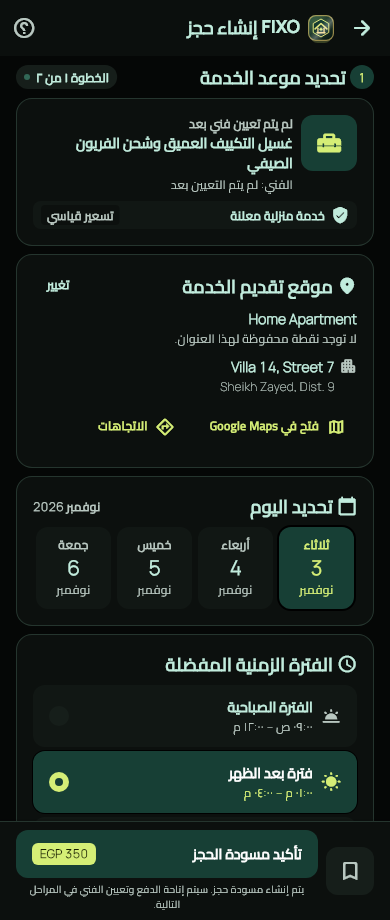 FIXO إنشاء حجز
1 تحديد موعد الخدمة
الخطوة ١ من ٢
لم يتم تعيين فني بعد
غسيل التكييف العميق وشحن الفريون
الصيفي
الفني: لم يتم التعيين بعد
خدمة منزلية معلنة
تسعير قياسي
موقع تقديم الخدمة
تغيير
Home Apartment
لا توجد نقطة محفوظة لهذا العنوان.
Villa 14, Street 7
Sheikh Zayed, Dist. 9
فتح في Google Maps
الاتجاهات
تحديد اليوم
نوفمبر 2026
ثلاثاء
3
نوفمبر
أربعاء
4
نوفمبر
خميس
5
نوفمبر
جمعة
6
نوفمبر
الفترة الزمنية المفضلة
الفترة الصباحية
٠٩:٠٠ ص – ١٢:٠٠ م
فترة بعد الظهر
٠١:٠٠ م – ٠٤:٠٠ م
تأكيد مسودة الحجز
EGP 350
يتم إنشاء مسودة حجز. سيتم إتاحة الدفع وتعيين الفني في المراحل
التالية.